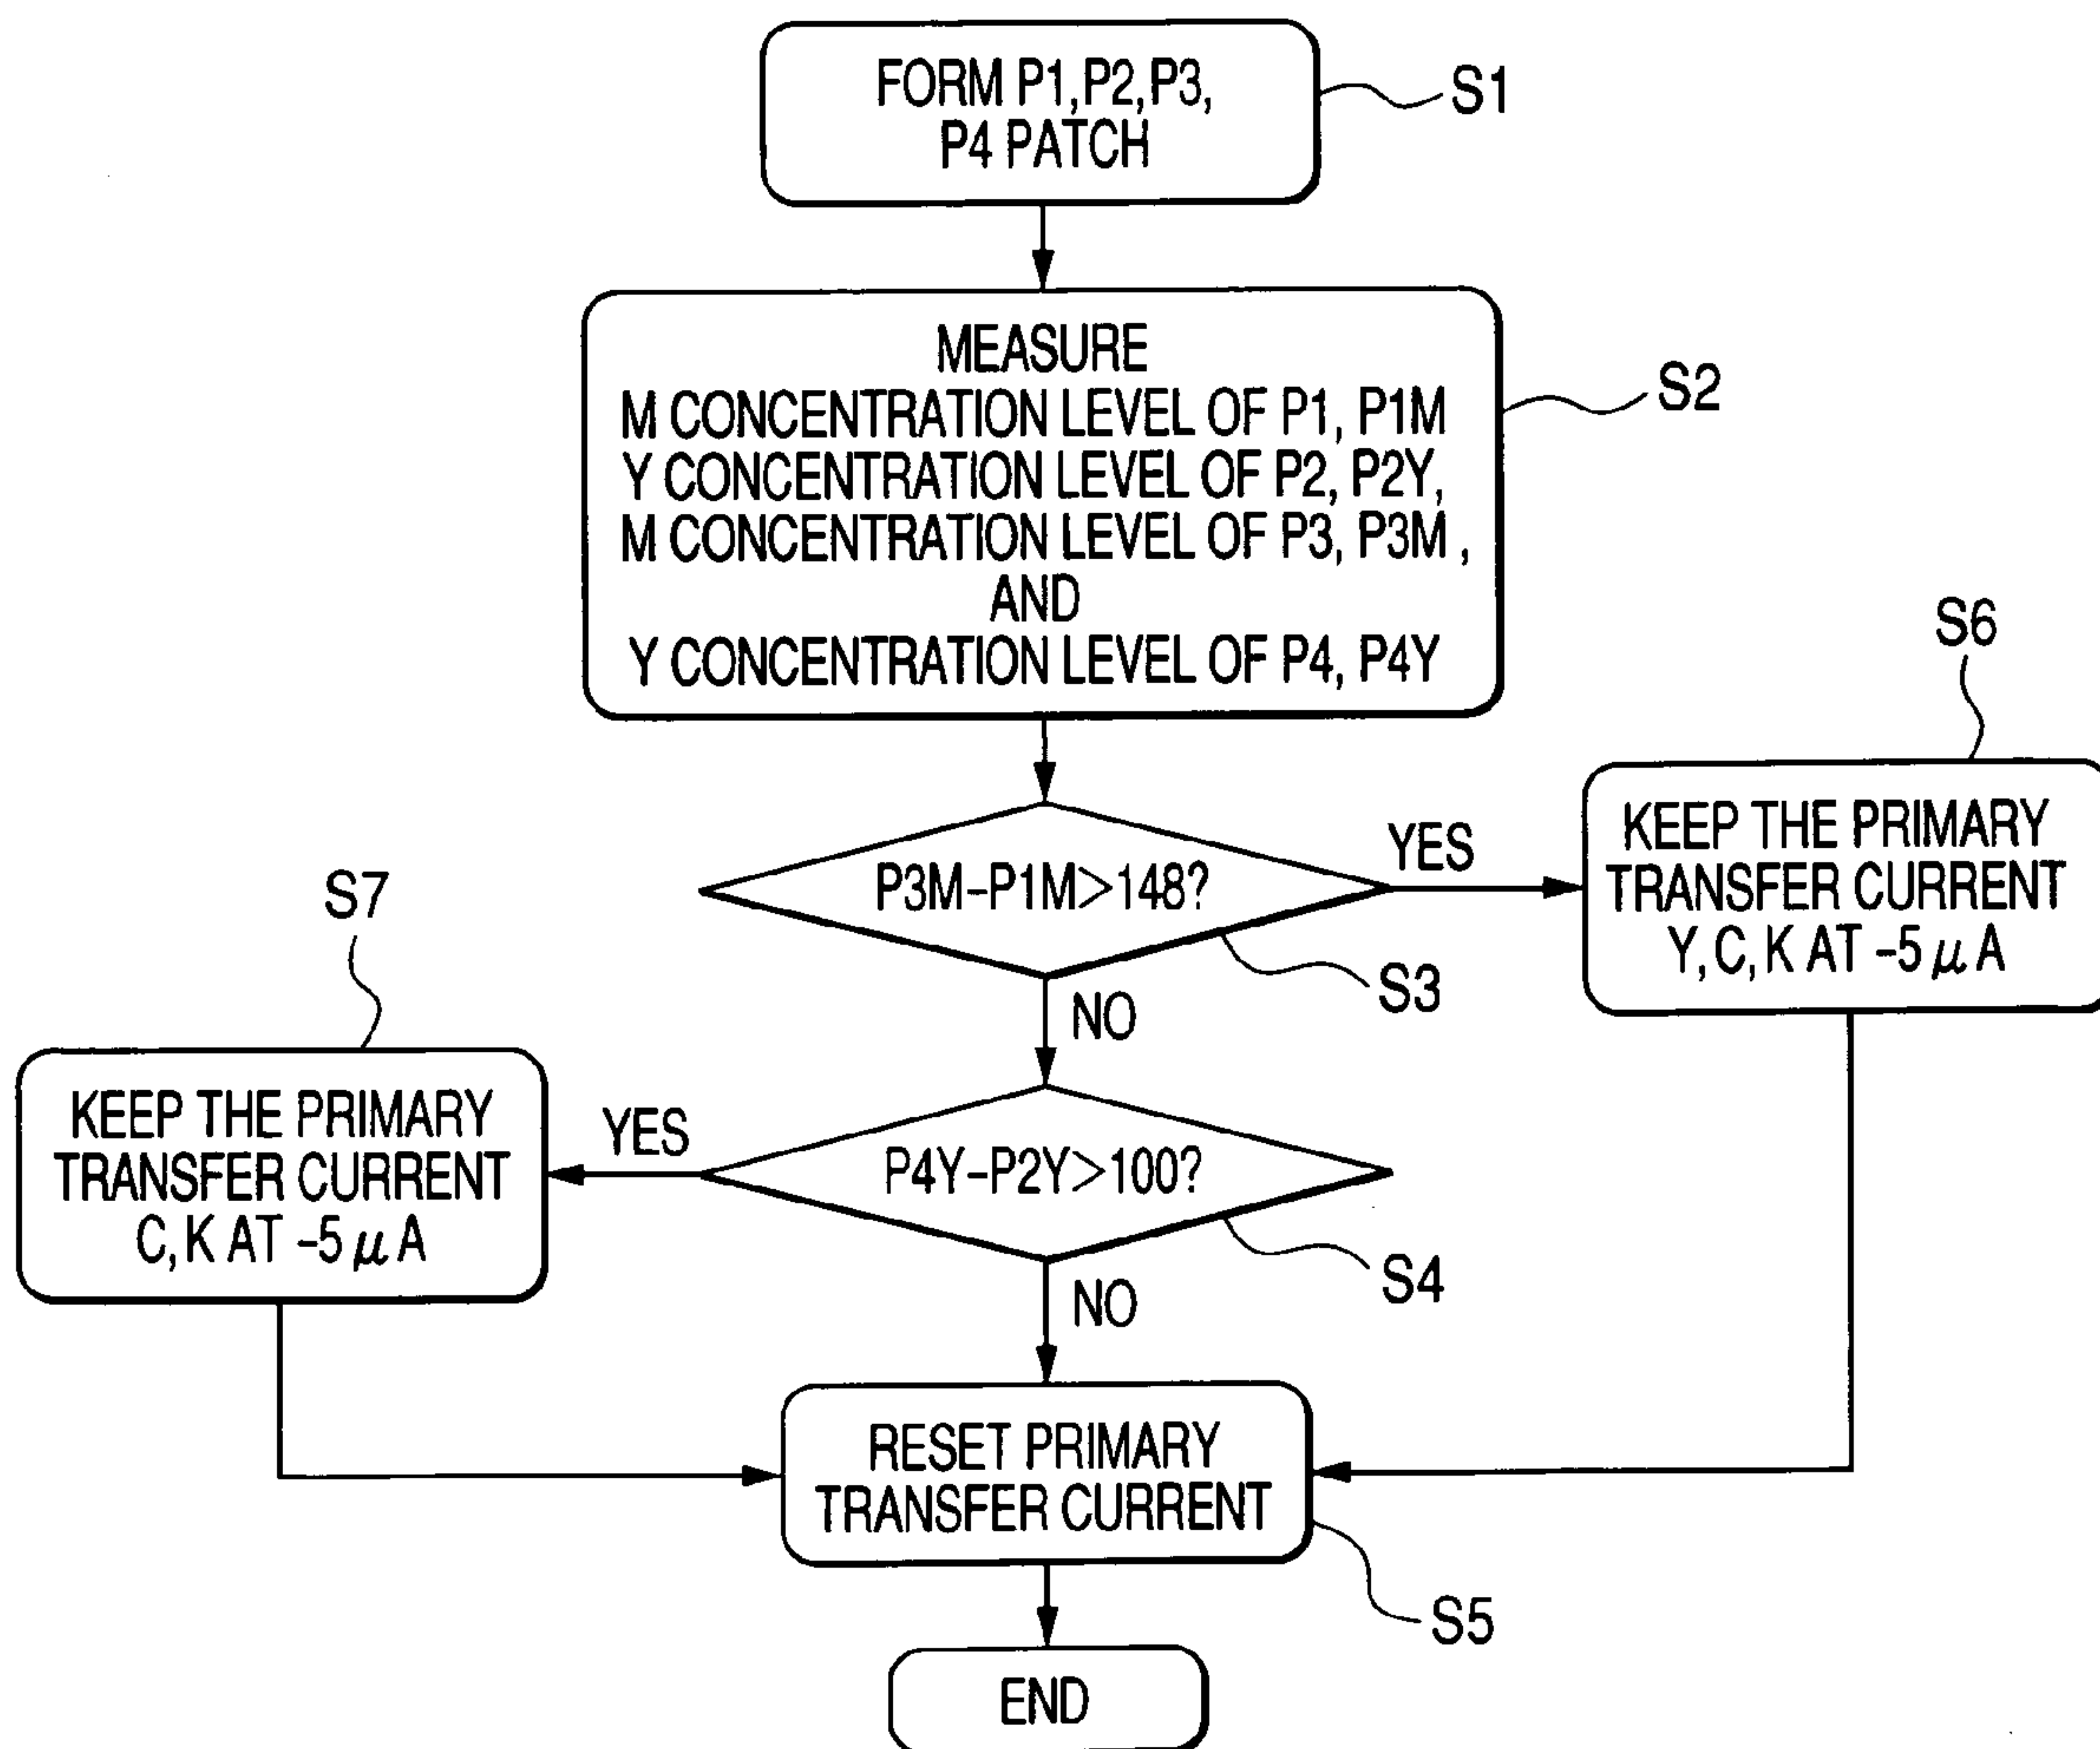 FORM P1,P2,P3,
P4 PATCH
S1
MEASURE
M CONCENTRATION LEVEL OF P1, P1M
Y CONCENTRATION LEVEL OF P2, P2Y,
M CONCENTRATION LEVEL OF P3, P3M ,
AND
Y CONCENTRATION LEVEL OF P4, P4Y
S2
P3M-P1M>148?
S3
YES
NO
S6
KEEP THE PRIMARY
TRANSFER CURRENT
Y, C, K AT -5 μA
P4Y-P2Y>100?
S4
YES
NO
S7
KEEP THE PRIMARY
TRANSFER CURRENT
C, K AT -5 μA
RESET PRIMARY
TRANSFER CURRENT
S5
END